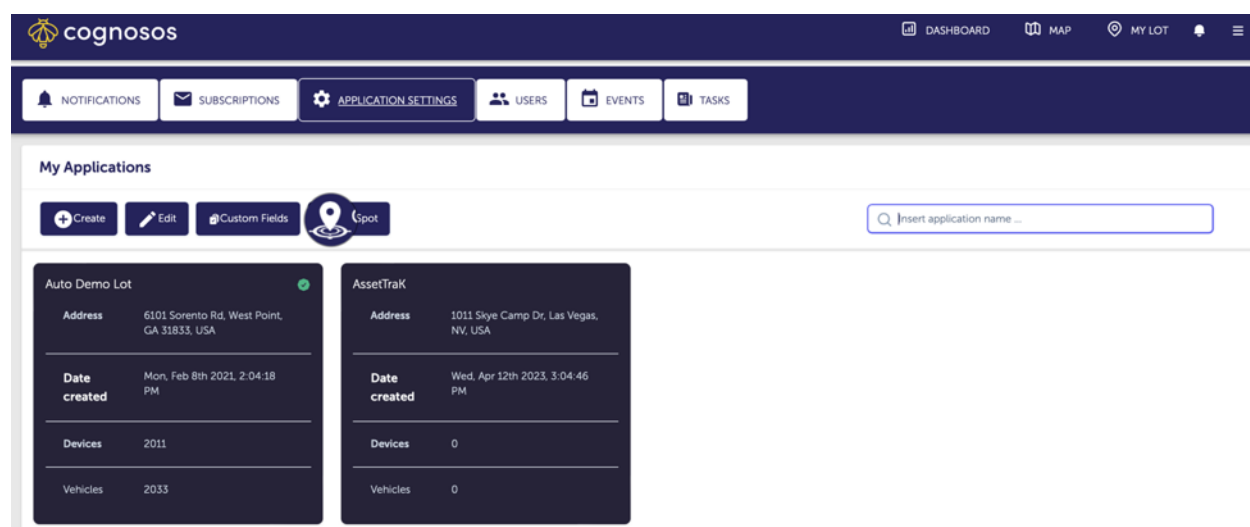 cognosos
DASHBOARD MAP MY LOT
NOTIFICATIONS SUBSCRIPTIONS APPLICATION SETTINGS USERS EVENTS TASKS
My Applications
Create Edit Custom Fields Spot
Insert application name ...
Auto Demo Lot
Address 6101 Sorento Rd, West Point,
GA 31833, USA
Date Mon, Feb 8th 2021, 2:04:18
created PM
Devices 2011
Vehicles 2033
AssetTraK
Address 1011 Skye Camp Dr, Las Vegas,
NV, USA
Date Wed, Apr 12th 2023, 3:04:46
created PM
Devices 0
Vehicles 0